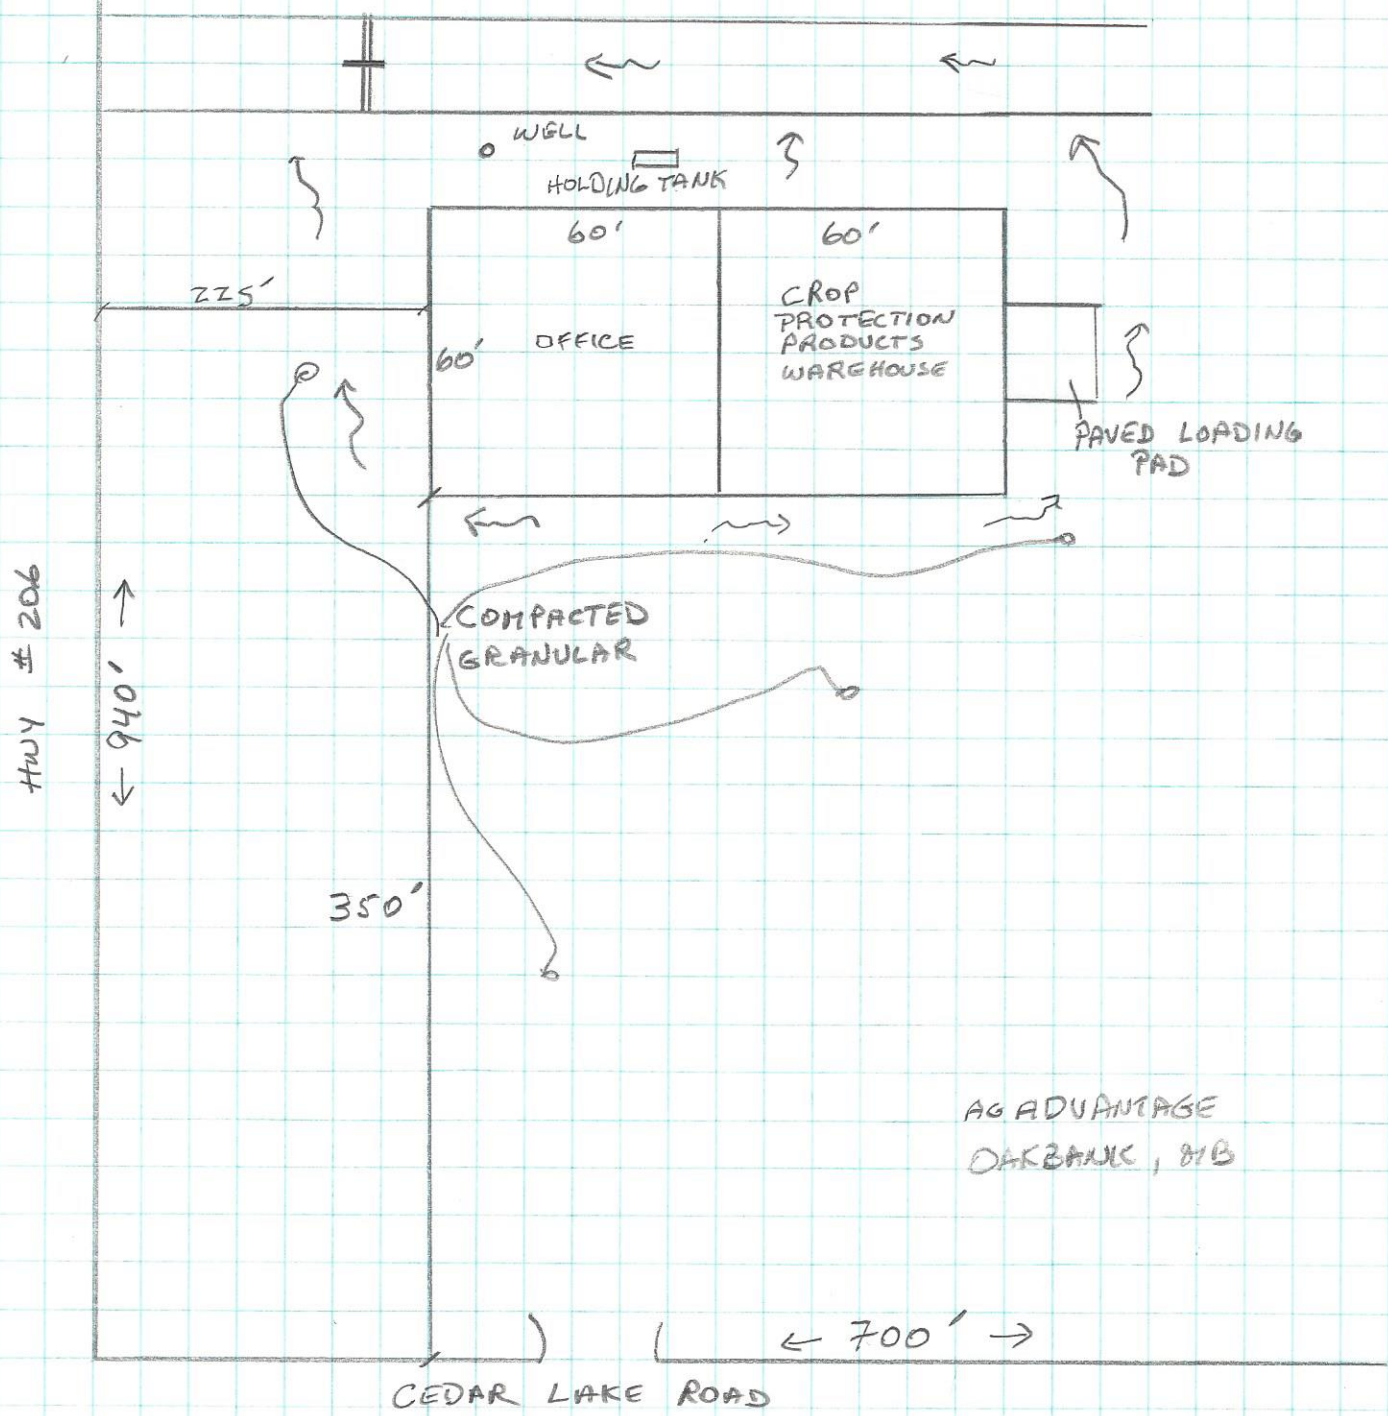 WELL
HOLDING TANK
60' 60'
225'
CROP
PROTECTION
PRODUCTS
WAREHOUSE
OFFICE
60'
PAVED LOADING
PAD
COMPACTED
GRANULAR
HWY # 206
← 940' →
350'
AG ADVANTAGE
OAKBANK, MB
← 700' →
CEDAR LAKE ROAD